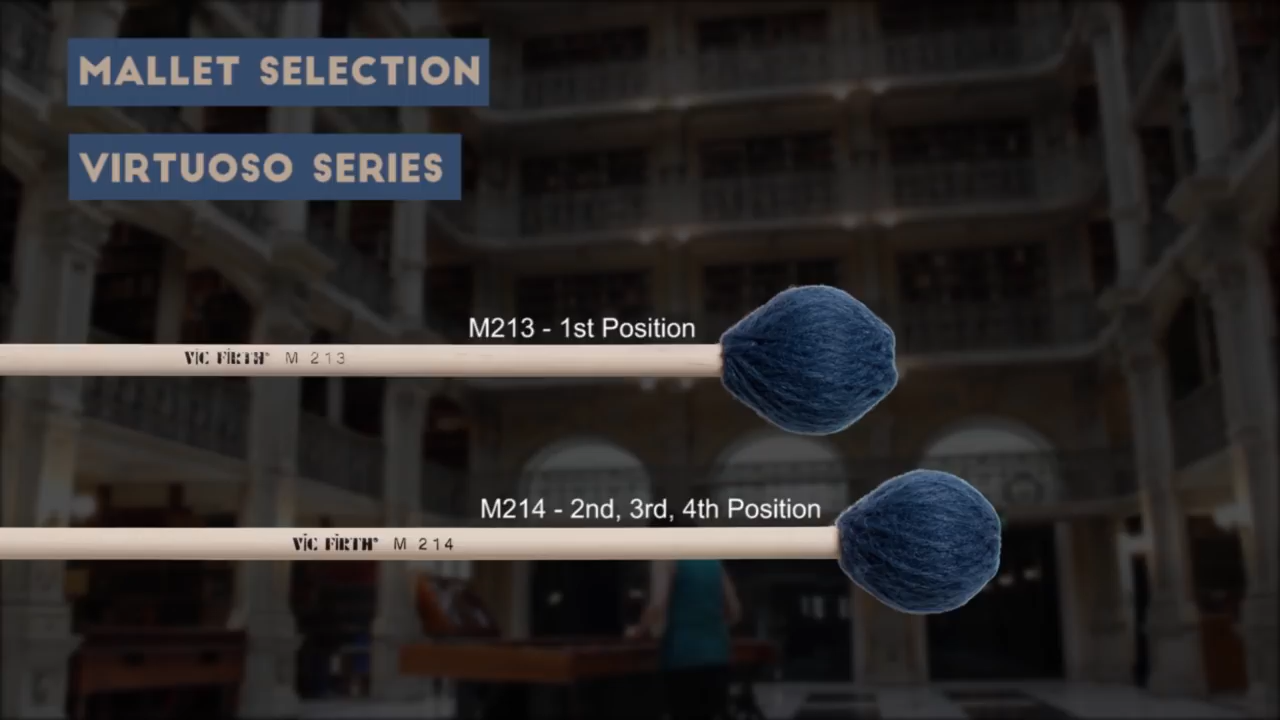 MALLET SELECTION
VIRTUOSO SERIES
M213 - 1st Position
VIC FIRTH® M 213
M214 - 2nd, 3rd, 4th Position
VIC FIRTH® M 214